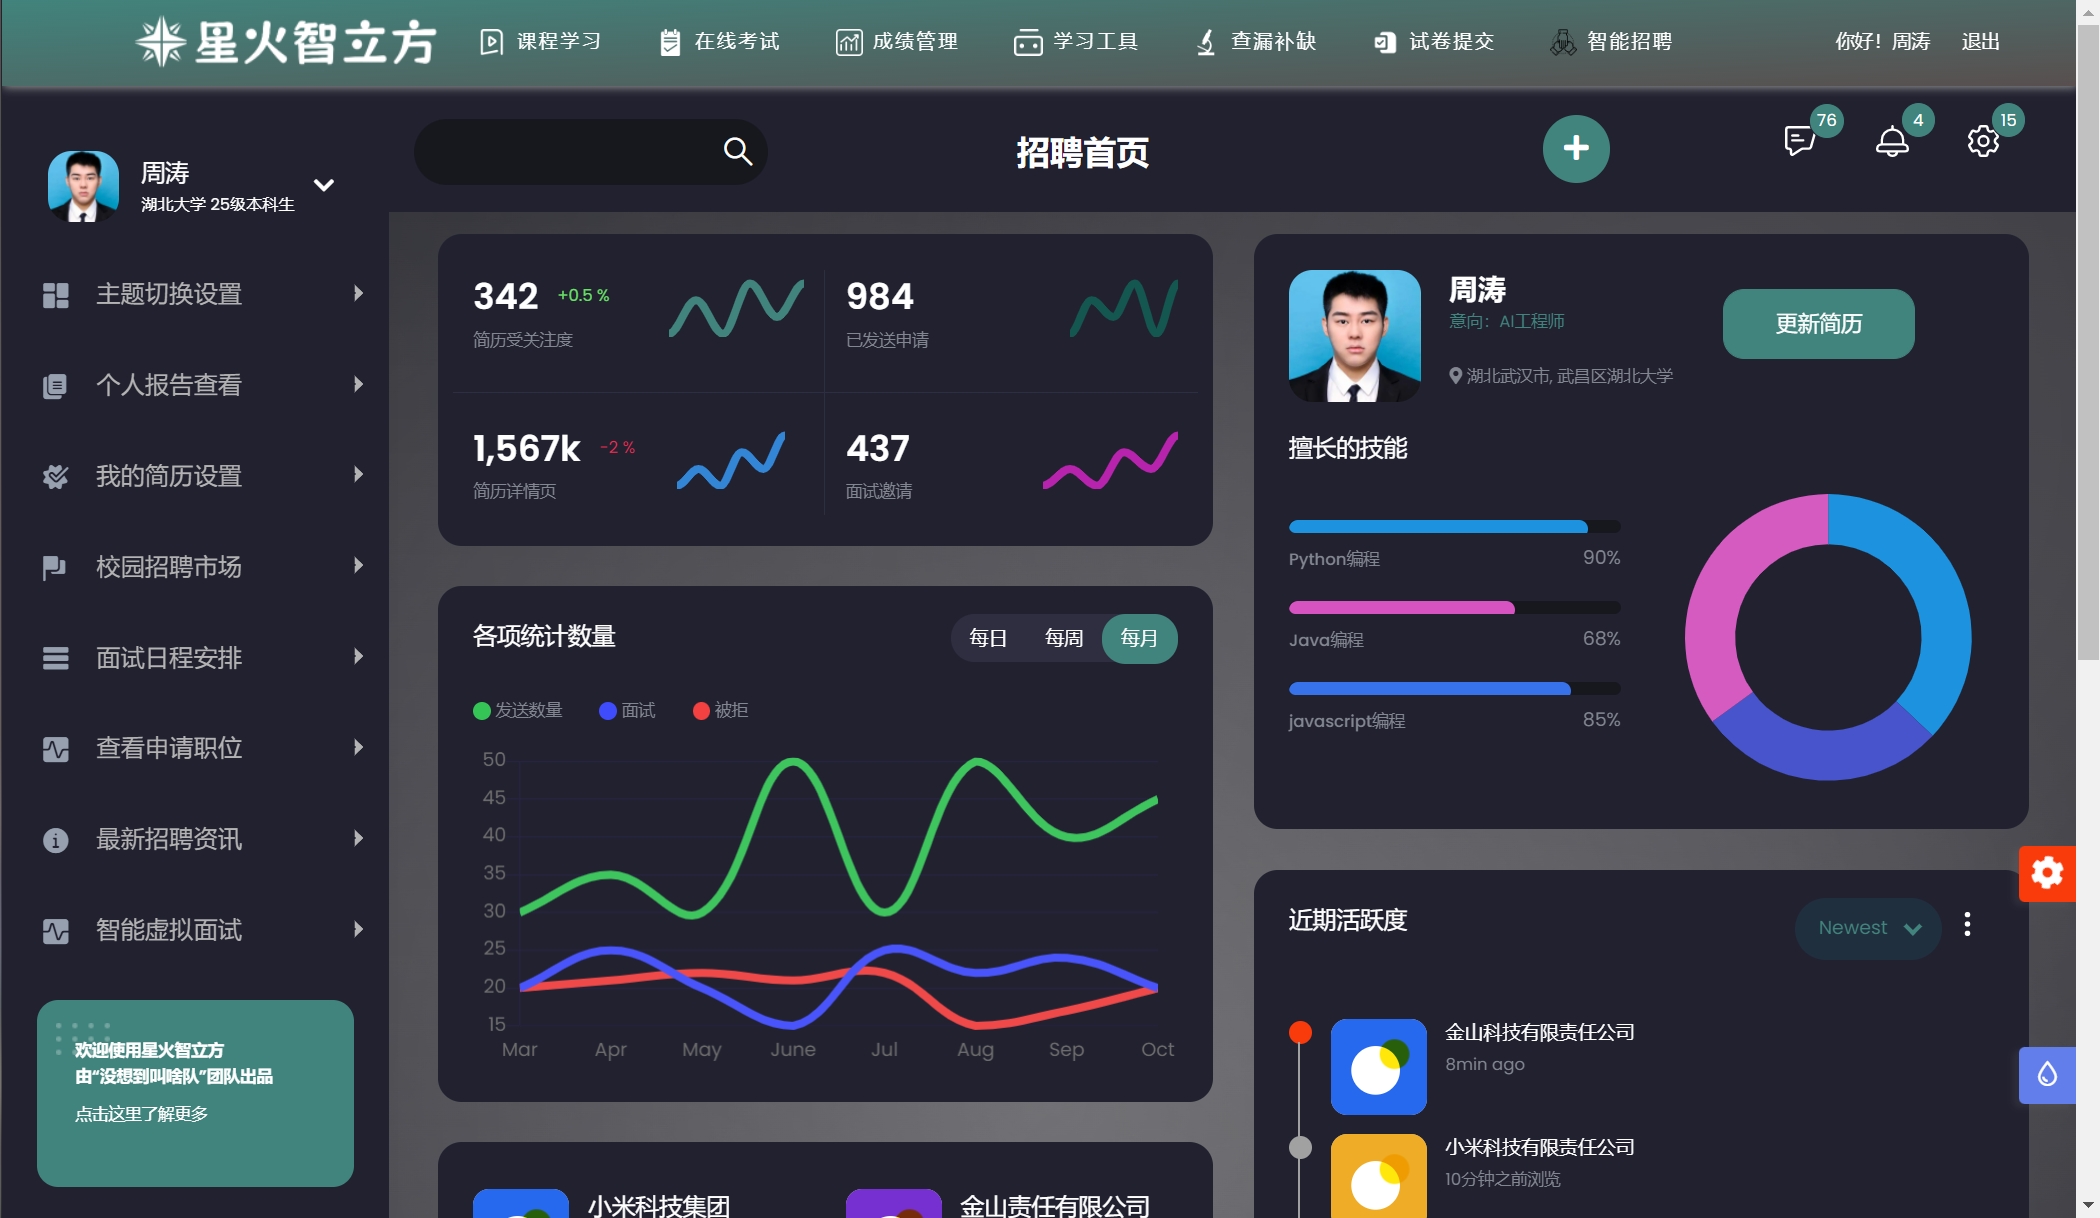 星火智立方
课程学习
在线考试
成绩管理
学习工具
查漏补缺
试卷提交
智能招聘
你好！周涛
退出
周涛
湖北大学 25级本科生
招聘首页
76
4
15
主题切换设置
个人报告查看
我的简历设置
校园招聘市场
面试日程安排
查看申请职位
最新招聘资讯
智能虚拟面试
欢迎使用星火智立方
由“没想到叫啥队”团队出品
点击这里了解更多
342 +0.5 %
简历受关注度
984
已发送申请
1,567k -2 %
简历详情页
437
面试邀请
各项统计数量
每日 每周 每月
发送数量 面试 被拒
50
45
40
35
30
25
20
15
Mar Apr May June Jul Aug Sep Oct
小米科技集团
金山责任有限公司
周涛
意向：AI工程师
湖北武汉市, 武昌区湖北大学
更新简历
擅长的技能
Python编程 90%
Java编程 68%
javascript编程 85%
近期活跃度
Newest
金山科技有限责任公司
8min ago
小米科技有限责任公司
10分钟之前浏览